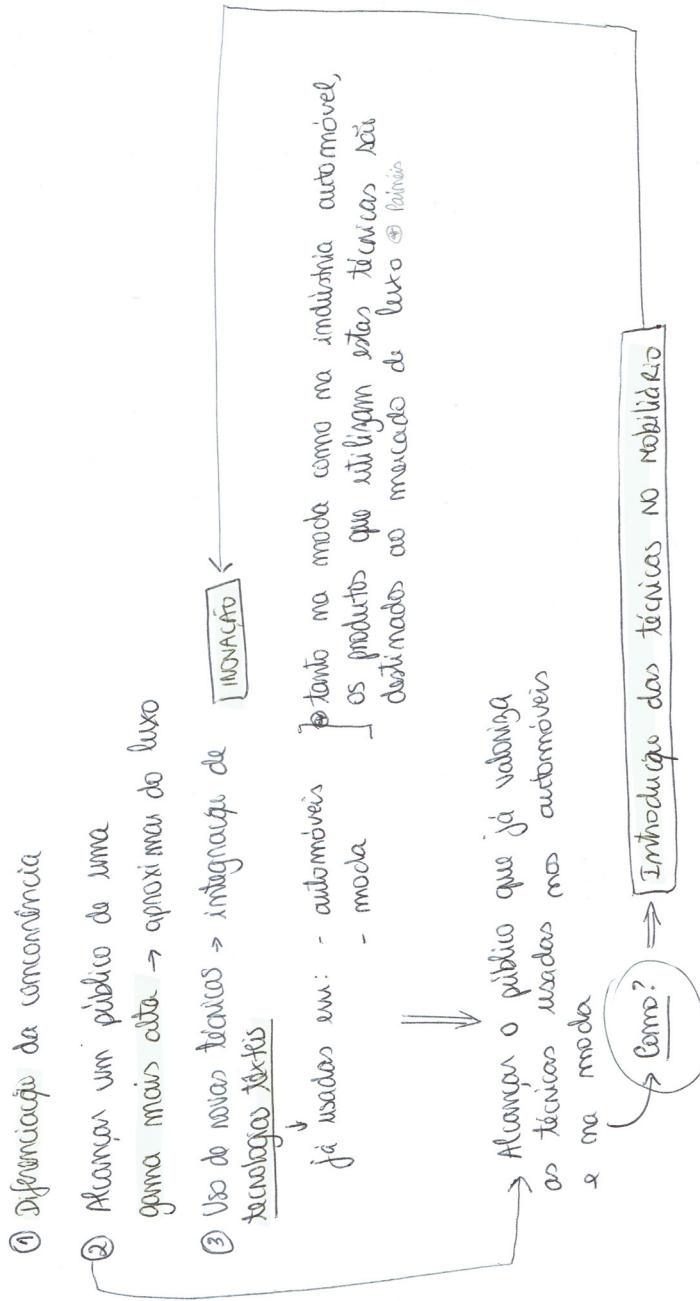 ① Diferenciação da concorrência
② Alcançar um público de uma
gama mais alta → aproximar do luxo
③ Uso de novas técnicas → integração de
tecnologias têxteis
INOVAÇÃO
já usadas em: - automóveis
- moda
⊕ tanto na moda como na indústria automóvel,
os produtos que utilizam estas técnicas são
destinados ao mercado de luxo ⊕ Painéis
Alcançar o público que já valoriza
as técnicas usadas nos automóveis
e na moda
Como? ⇒ Introdução das técnicas no MOBILIÁRIO